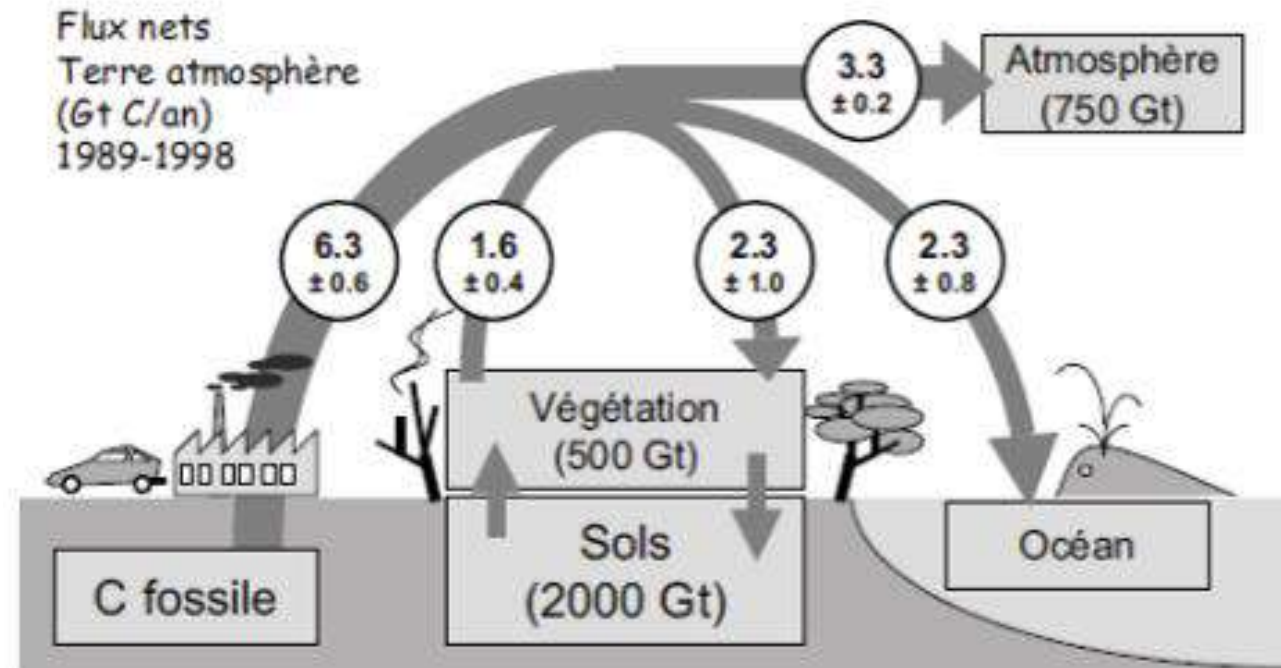 Flux nets
Terre atmosphère
(Gt C/an)
1989-1998
3.3
± 0.2
Atmosphère
(750 Gt)
6.3
± 0.6
1.6
± 0.4
2.3
± 1.0
2.3
± 0.8
Végétation
(500 Gt)
Sols
(2000 Gt)
C fossile
Océan